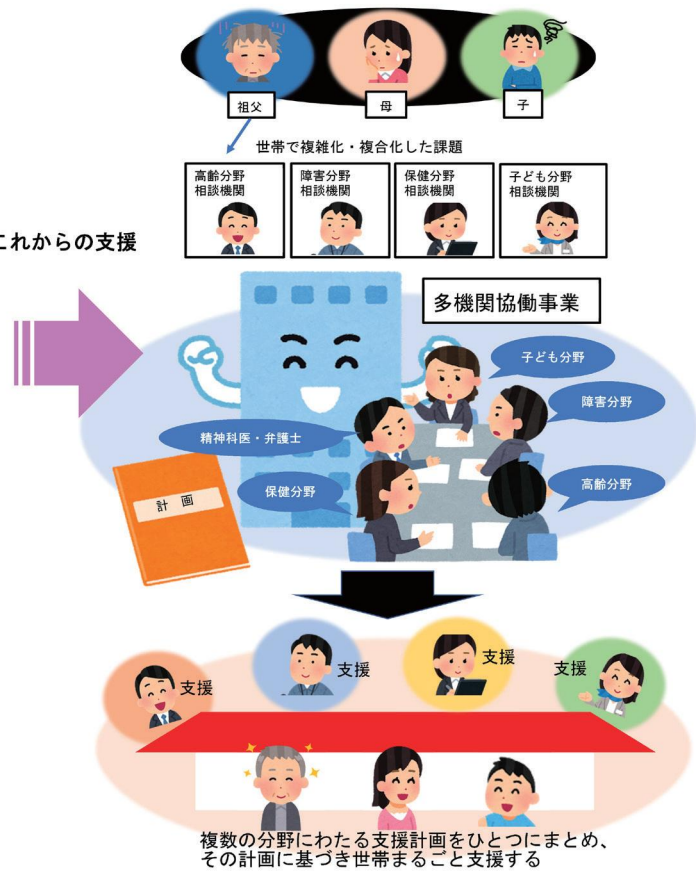 祖父
母
子
世帯で複雑化・複合化した課題
高齢分野
相談機関
障害分野
相談機関
保健分野
相談機関
子ども分野
相談機関
これからの支援
多機関協働事業
子ども分野
障害分野
精神科医・弁護士
保健分野
高齢分野
計画
支援
支援
支援
支援
複数の分野にわたる支援計画をひとつにまとめ、
その計画に基づき世帯まるごと支援する